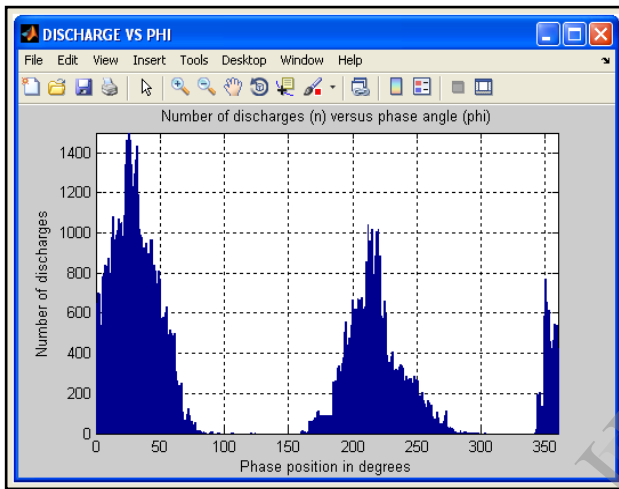 DISCHARGE VS PHI
File Edit View Insert Tools Desktop Window Help
Number of discharges (n) versus phase angle (phi)
Number of discharges
1400
1200
1000
800
600
400
200
0
0 50 100 150 200 250 300 350
Phase position in degrees